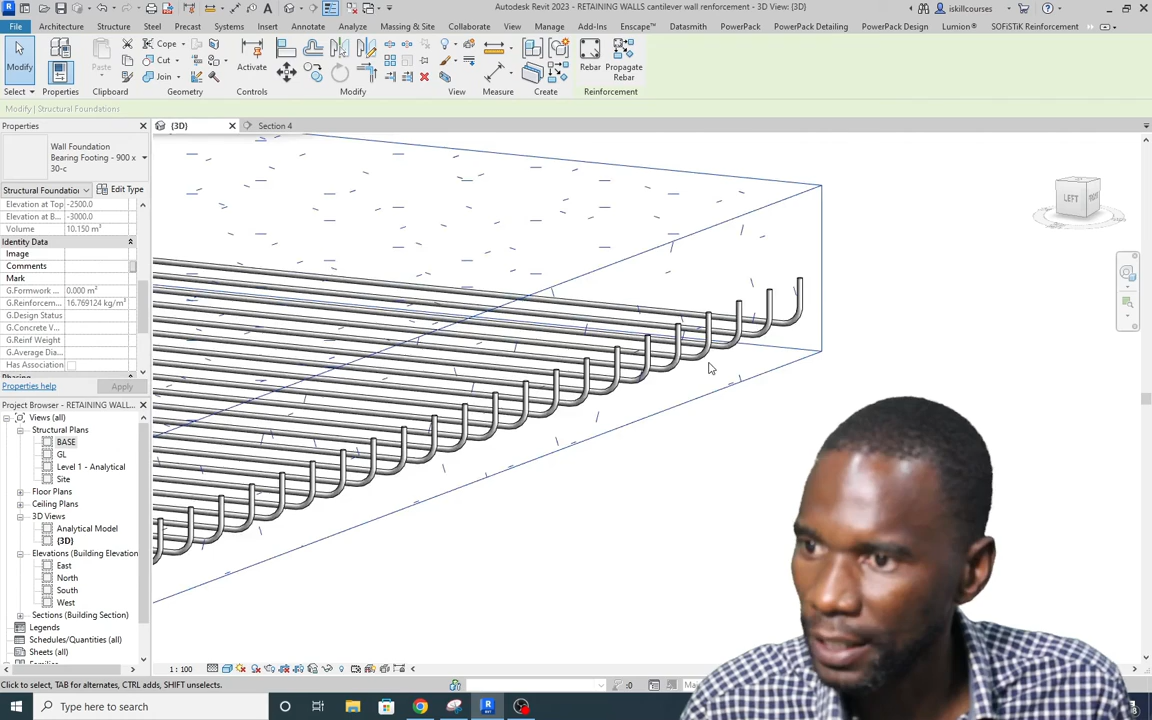 Autodesk Revit 2023 - RETAINING WALLS cantilever wall renforcement - 3D View: {3D}
iskillcourses
File Architecture Structure Steel Precast Systems Insert Annotate Analyze Massing & Site Collaborate View Manage Add-Ins Enscape™ Datasmith PowerPack PowerPack Detailing PowerPack Design Lumion® SOFiSTiK Reinforcement
Modify
Select
Properties
Paste
Clipboard
Cope
Cut
Join
Geometry
Activate
Controls
Modify
View
Measure
Create
Rebar
Propagate
Rebar
Reinforcement
Modify | Structural Foundations
Properties
{3D}
Section 4
Wall Foundation
Bearing Footing - 900 x
30-c
Structural Foundatio
Edit Type
Elevation at Top -2500.0
Elevation at B... -3000.0
Volume 10.150 m³
Identity Data
Image
Comments
Mark
G.Formwork ... 0.000 m²
G.Reinforcem... 16.769124 kg/m³
G.Design Status
G.Concrete V...
G.Reinf Weight
G.Average Dia...
Has Association
Properties help
Apply
Project Browser - RETAINING WALL...
Views (all)
Structural Plans
BASE
GL
Level 1 - Analytical
Site
Floor Plans
Ceiling Plans
3D Views
Analytical Model
{3D}
Elevations (Building Elevation
East
North
South
West
Sections (Building Section)
Legends
Schedules/Quantities (all)
Sheets (all)
LEFT
1 : 100
Click to select, TAB for alternates, CTRL adds, SHIFT unselects.
:0
Type here to search